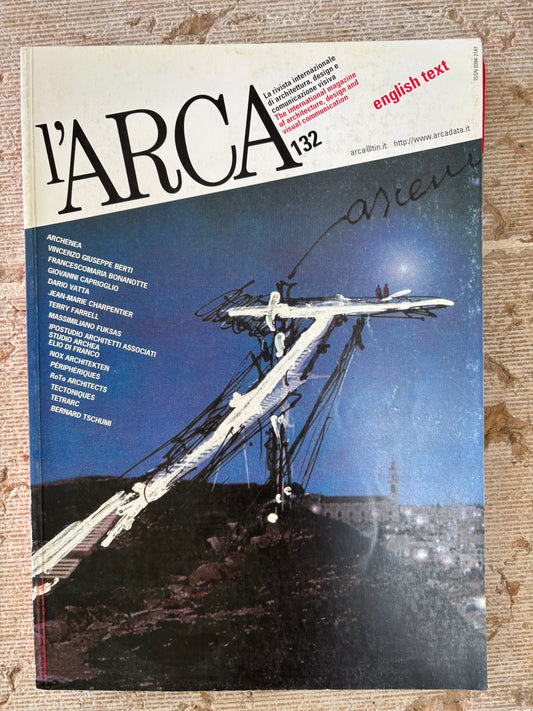 l'ARCA
132
La rivista internazionale
di architettura, design e
comunicazione visiva
The international magazine
of architecture, design and
visual communication
english text
arca@tin.it http://www.arcadata.it
ISSN 0394-2147
ARCHENEA
VINCENZO GIUSEPPE BERTI
FRANCESCOMARIA BONANOTTE
GIOVANNI CAPRIOGLIO
DARIO VATTA
JEAN-MARIE CHARPENTIER
TERRY FARRELL
MASSIMILIANO FUKSAS
IPOSTUDIO ARCHITETTI ASSOCIATI
STUDIO ARCHEA
ELIO DI FRANCO
NOX ARCHITEKTEN
PÉRIPHÉRIQUES
RoTo ARCHITECTS
TECTONIQUES
TETRARC
BERNARD TSCHUMI